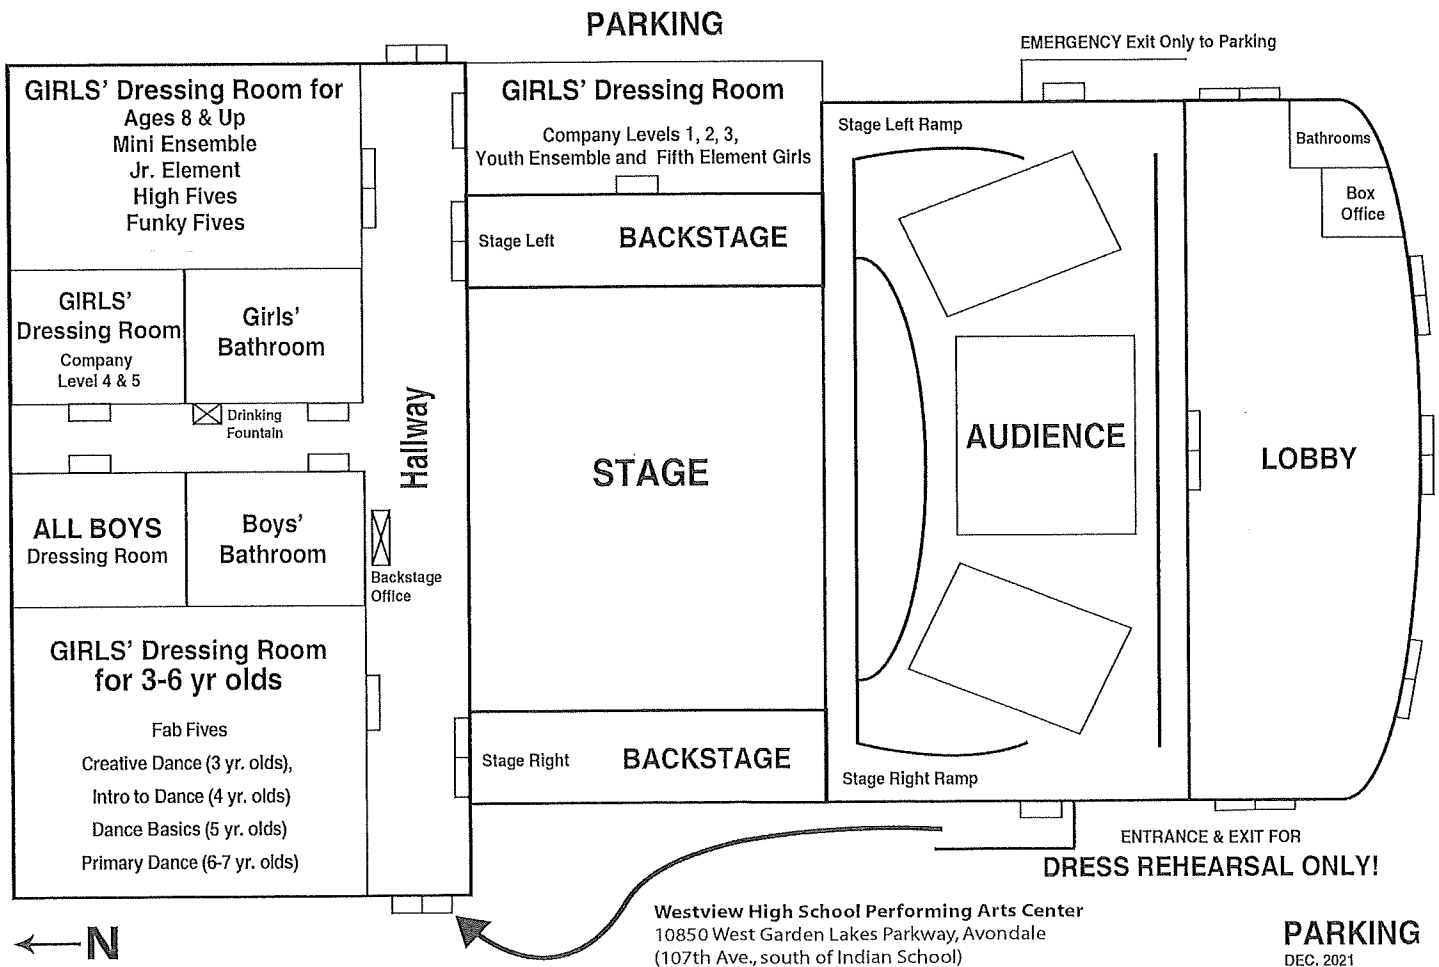 PARKING
EMERGENCY Exit Only to Parking
GIRLS' Dressing Room for
Ages 8 & Up
Mini Ensemble
Jr. Element
High Fives
Funky Fives
GIRLS' Dressing Room
Company Levels 1, 2, 3,
Youth Ensemble and Fifth Element Girls
Stage Left Ramp
Bathrooms
Box
Office
Stage Left
BACKSTAGE
GIRLS'
Dressing Room
Company
Level 4 & 5
Girls'
Bathroom
Drinking
Fountain
Hallway
STAGE
AUDIENCE
LOBBY
ALL BOYS
Dressing Room
Boys'
Bathroom
Backstage
Office
GIRLS' Dressing Room
for 3-6 yr olds
Fab Fives
Creative Dance (3 yr. olds),
Intro to Dance (4 yr. olds)
Dance Basics (5 yr. olds)
Primary Dance (6-7 yr. olds)
Stage Right
BACKSTAGE
Stage Right Ramp
ENTRANCE & EXIT FOR
DRESS REHEARSAL ONLY!
N
Westview High School Performing Arts Center
10850 West Garden Lakes Parkway, Avondale
(107th Ave., south of Indian School)
PARKING
DEC. 2021